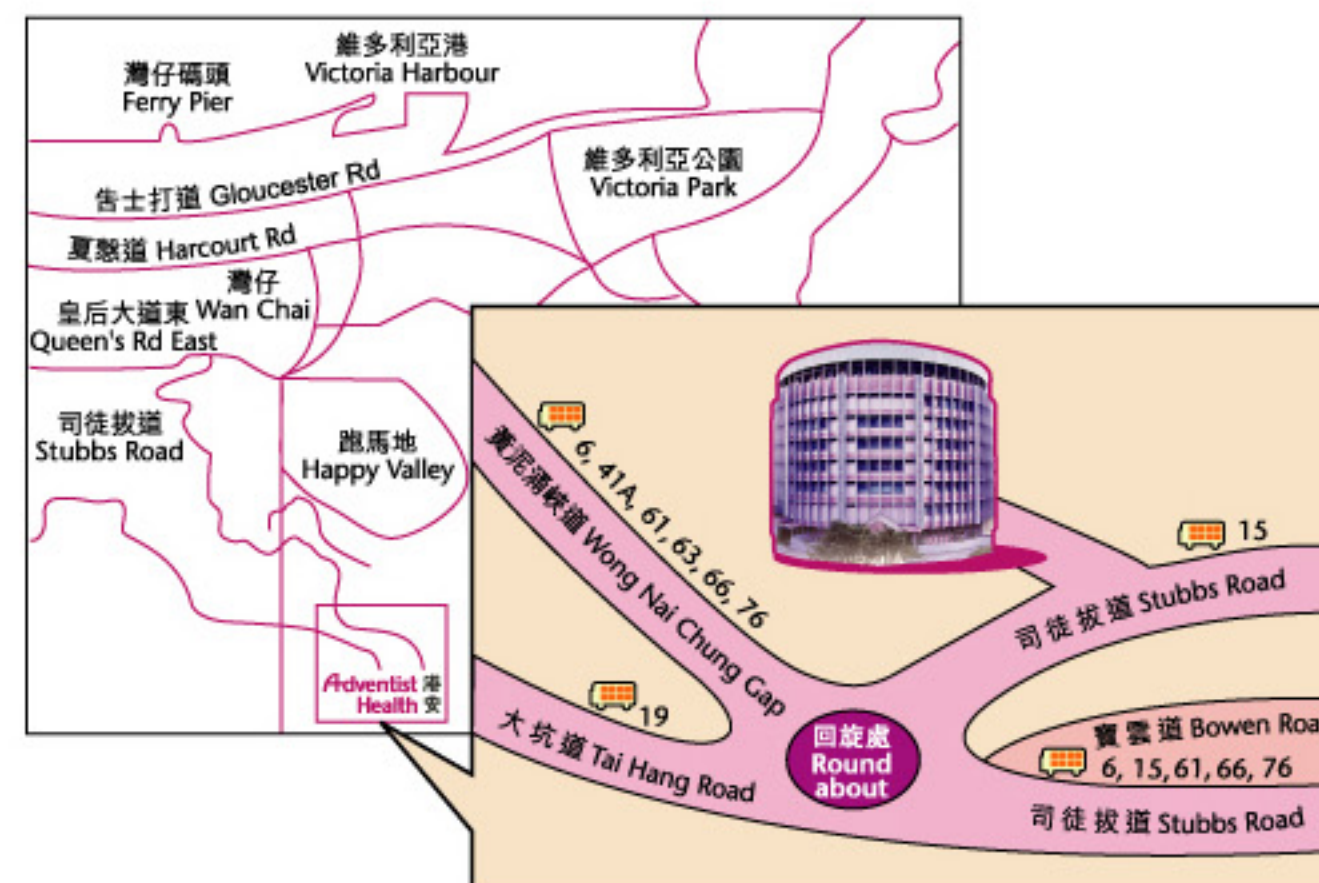 維多利亞港
Victoria Harbour
灣仔碼頭
Ferry Pier
告士打道 Gloucester Rd
維多利亞公園
Victoria Park
夏慤道 Harcourt Rd
灣仔
Wan Chai
皇后大道東
Queen's Rd East
司徒拔道
Stubbs Road
跑馬地
Happy Valley
Adventist 港
Health 安
6, 41A, 61, 63, 66, 76
黃泥涌峽道 Wong Nai Chung Gap
15
司徒拔道 Stubbs Road
19
大坑道 Tai Hang Road
回旋處
Round
about
寶雲道 Bowen Roa
6, 15, 61, 66, 76
司徒拔道 Stubbs Road